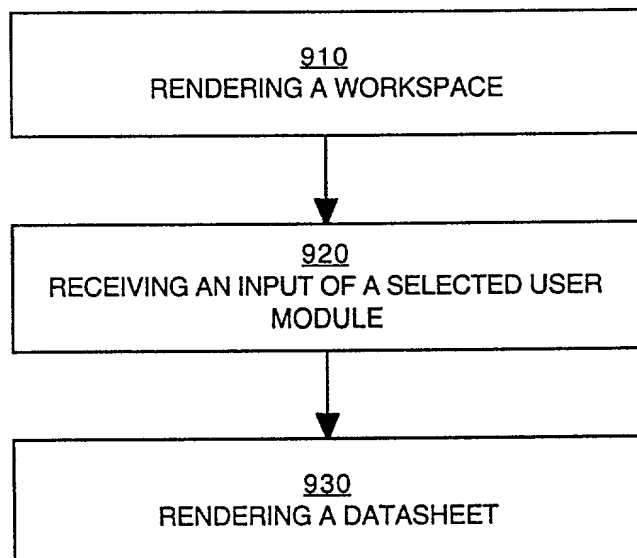 910
RENDERING A WORKSPACE
920
RECEIVING AN INPUT OF A SELECTED USER
MODULE
930
RENDERING A DATASHEET